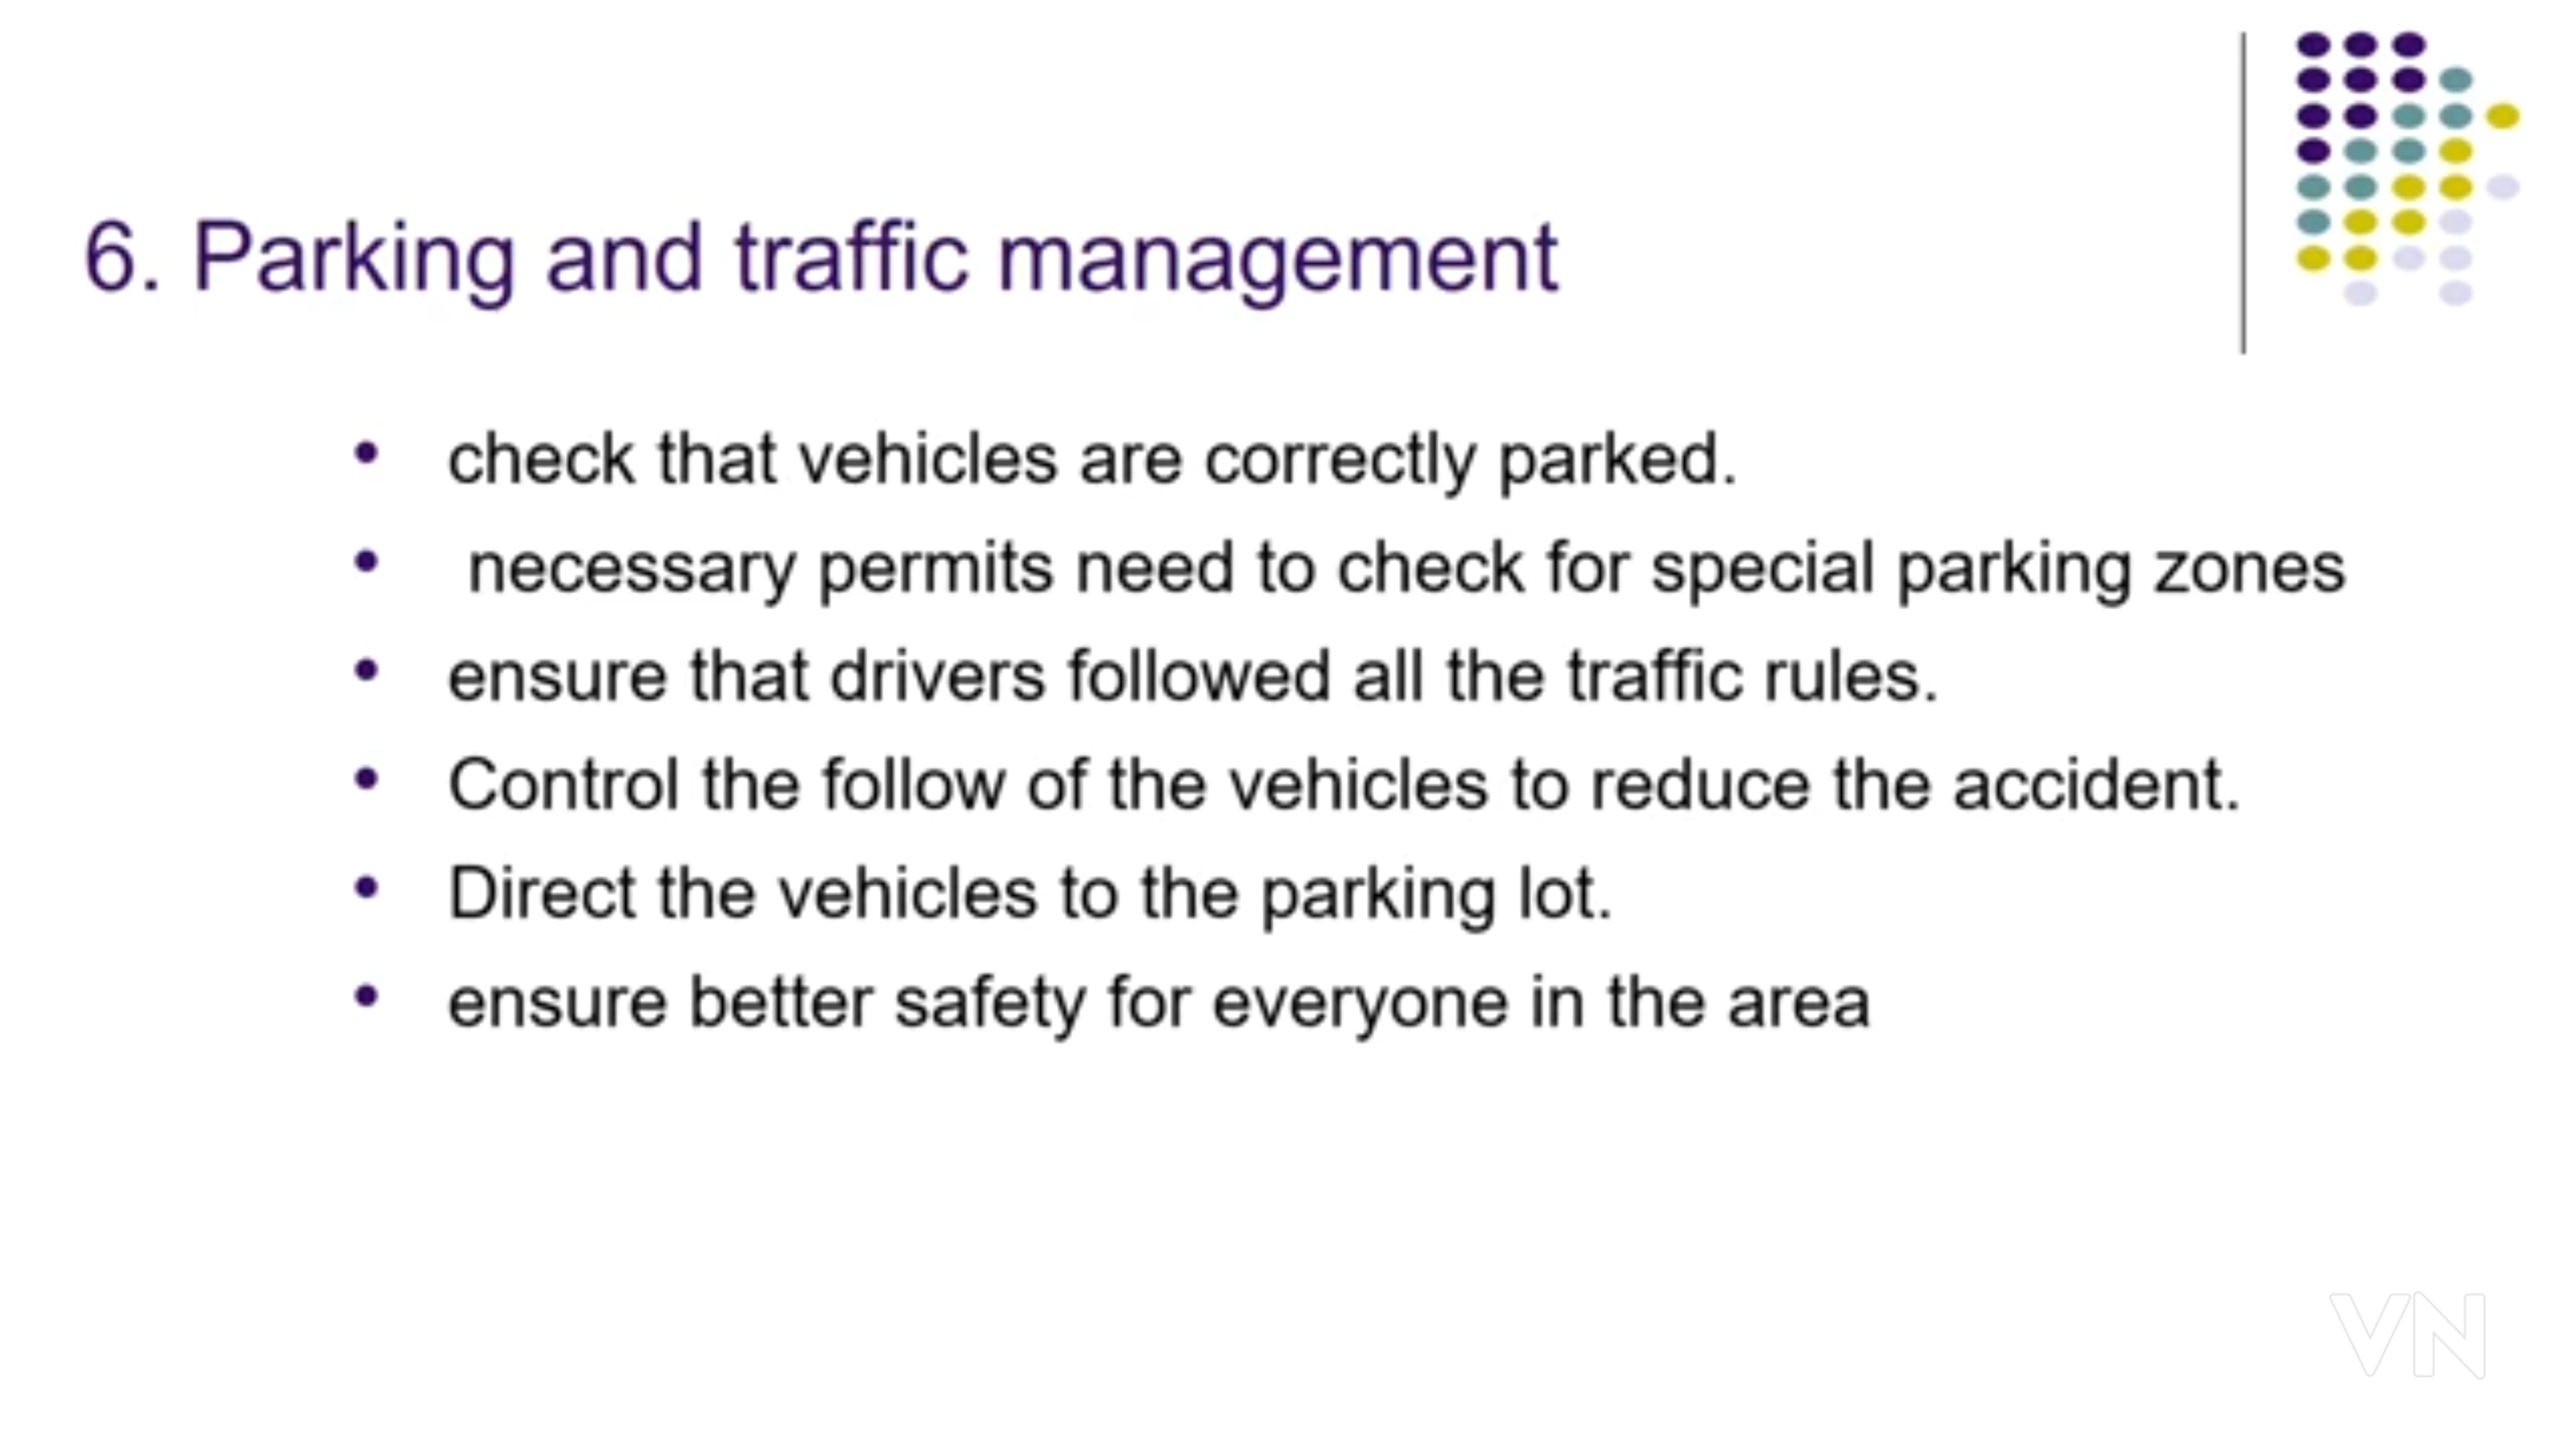 6. Parking and traffic management
• check that vehicles are correctly parked.
• necessary permits need to check for special parking zones
• ensure that drivers followed all the traffic rules.
• Control the follow of the vehicles to reduce the accident.
• Direct the vehicles to the parking lot.
• ensure better safety for everyone in the area
VN